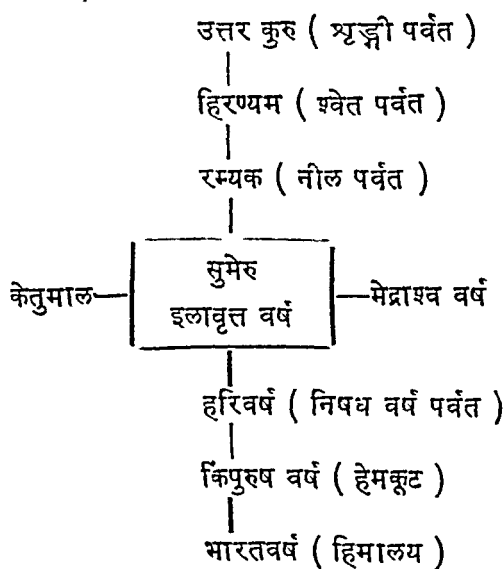 उत्तर कुरु ( शृङ्गी पर्वत )
हिरण्यम ( श्वेत पर्वत )
रम्यक ( नील पर्वत )
सुमेरु
केतुमाल
इलावृत्त वर्ष
मेद्राश्व वर्ष
हरिवर्ष ( निषध वर्ष पर्वत )
किंपुरुष वर्ष ( हेमकूट )
भारतवर्ष ( हिमालय )